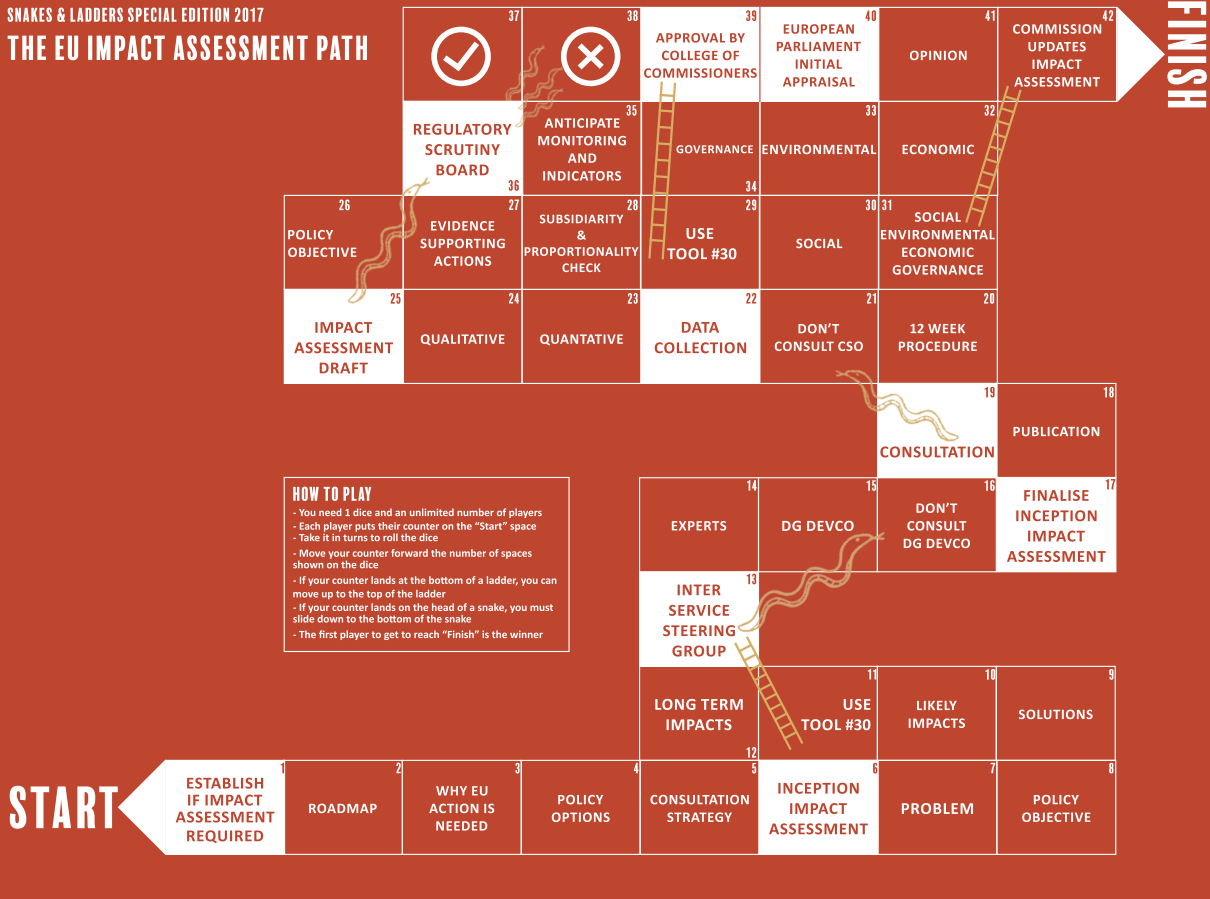 SNAKES & LADDERS SPECIAL EDITION 2017
THE EU IMPACT ASSESSMENT PATH
37
38
39
APPROVAL BY
COLLEGE OF
COMMISSIONERS
40
EUROPEAN
PARLIAMENT
INITIAL
APPRAISAL
41
OPINION
42
COMMISSION
UPDATES
IMPACT
ASSESSMENT
FINISH
REGULATORY
SCRUTINY
BOARD
36
35
ANTICIPATE
MONITORING
AND
INDICATORS
GOVERNANCE
34
33
ENVIRONMENTAL
32
ECONOMIC
26
POLICY
OBJECTIVE
27
EVIDENCE
SUPPORTING
ACTIONS
28
SUBSIDIARITY
&
PROPORTIONALITY
CHECK
29
USE
TOOL #30
30
SOCIAL
31
SOCIAL
ENVIRONMENTAL
ECONOMIC
GOVERNANCE
25
IMPACT
ASSESSMENT
DRAFT
24
QUALITATIVE
23
QUANTATIVE
22
DATA
COLLECTION
21
DON'T
CONSULT CSO
20
12 WEEK
PROCEDURE
19
CONSULTATION
18
PUBLICATION
HOW TO PLAY
- You need 1 dice and an unlimited number of players
- Each player puts their counter on the “Start” space
- Take it in turns to roll the dice
- Move your counter forward the number of spaces
shown on the dice
- If your counter lands at the bottom of a ladder, you can
move up to the top of the ladder
- If your counter lands on the head of a snake, you must
slide down to the bottom of the snake
- The first player to get to reach “Finish” is the winner
14
EXPERTS
15
DG DEVCO
16
DON'T
CONSULT
DG DEVCO
17
FINALISE
INCEPTION
IMPACT
ASSESSMENT
13
INTER
SERVICE
STEERING
GROUP
LONG TERM
IMPACTS
12
11
USE
TOOL #30
10
LIKELY
IMPACTS
9
SOLUTIONS
START
1
ESTABLISH
IF IMPACT
ASSESSMENT
REQUIRED
2
ROADMAP
3
WHY EU
ACTION IS
NEEDED
4
POLICY
OPTIONS
5
CONSULTATION
STRATEGY
6
INCEPTION
IMPACT
ASSESSMENT
7
PROBLEM
8
POLICY
OBJECTIVE